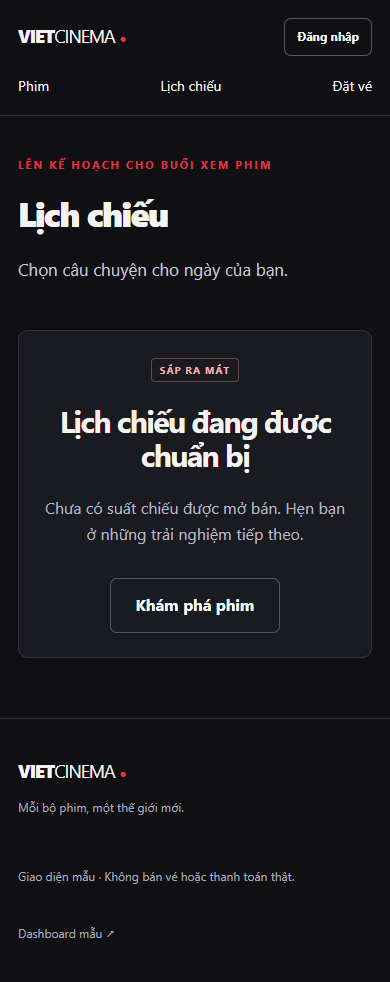 VIETCINEMA
Đăng nhập
Phim Lịch chiếu Đặt vé
LÊN KẾ HOẠCH CHO BUỔI XEM PHIM
Lịch chiếu
Chọn câu chuyện cho ngày của bạn.
SẮP RA MẮT
Lịch chiếu đang được
chuẩn bị
Chưa có suất chiếu được mở bán. Hẹn bạn
ở những trải nghiệm tiếp theo.
Khám phá phim
VIETCINEMA
Mỗi bộ phim, một thế giới mới.
Giao diện mẫu · Không bán vé hoặc thanh toán thật.
Dashboard mẫu ↗